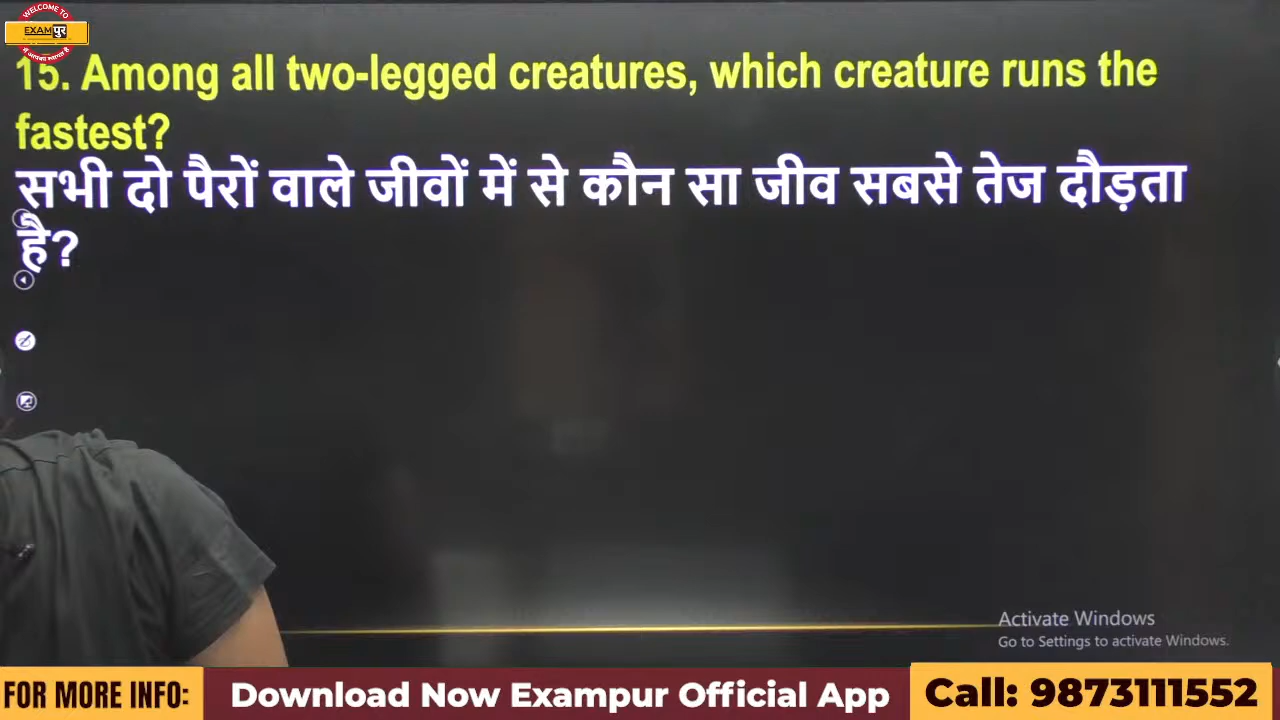 WELCOME TO
EXAMपुर
15. Among all two-legged creatures, which creature runs the
fastest?
सभी दो पैरों वाले जीवों में से कौन सा जीव सबसे तेज दौड़ता
है?
Activate Windows
Go to Settings to activate Windows.
FOR MORE INFO:
Download Now Exampur Official App
Call: 9873111552